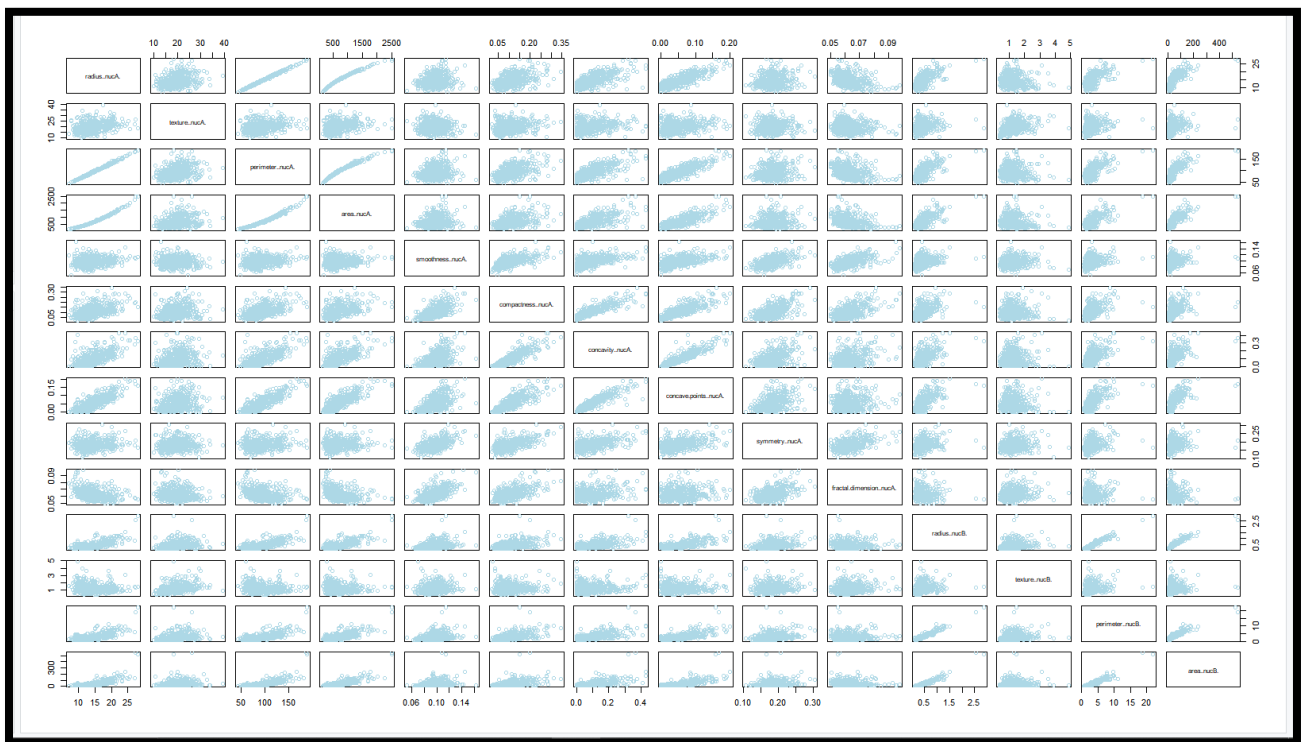 10 20 30 40 500 1500 2500 0.05 0.20 0.35 0.00 0.10 0.20 0.05 0.07 0.09 1 2 3 4 5 0 200 400
radius..nucA. 10 25
10 25 40 texture..nucA.
perimeter..nucA. 50 150
500 2500 area..nucA.
smoothness..nucA. 0.06 0.14
0.05 0.30 compactness..nucA.
concavity..nucA. 0.0 0.3
0.00 0.15 concave.points..nucA.
symmetry..nucA. 0.10 0.25
0.05 0.09 fractal.dimension..nucA.
radius..nucB. 0.5 2.5
1 3 5 texture..nucB.
perimeter..nucB. 0 10
0 300 area..nucB.
10 15 20 25 50 100 150 0.06 0.10 0.14 0.0 0.2 0.4 0.10 0.20 0.30 0.5 1.5 2.5 0 5 10 15 20